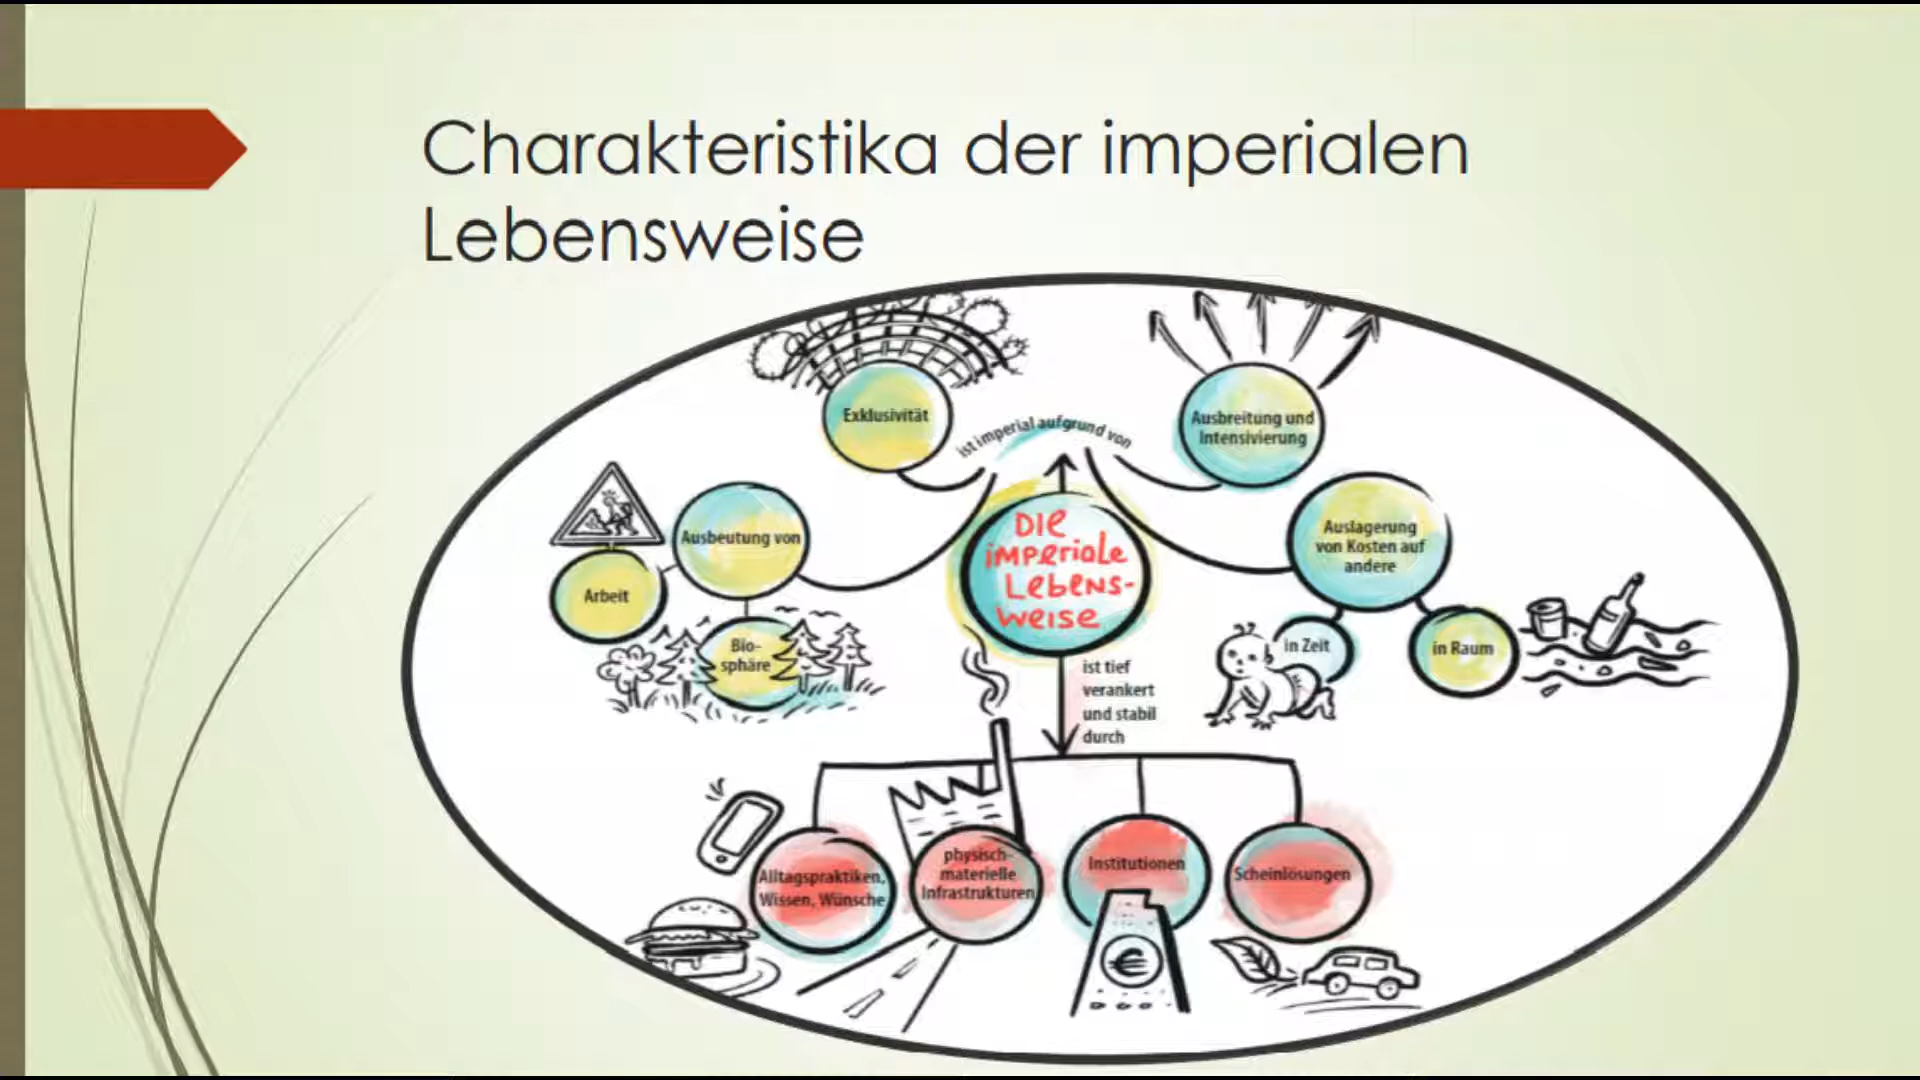 Charakteristika der imperialen
Lebensweise
Exklusivität
ist imperial aufgrund von
Ausbreitung und
Intensivierung
Ausbeutung von
Arbeit
Bio-
sphäre
Die
imperiale
Lebens-
weise
Auslagerung
von Kosten auf
andere
in Zeit
in Raum
ist tief
verankert
und stabil
durch
Alltagspraktiken,
Wissen, Wünsche
physisch-
materielle
Infrastrukturen
Institutionen
€
Scheinlösungen